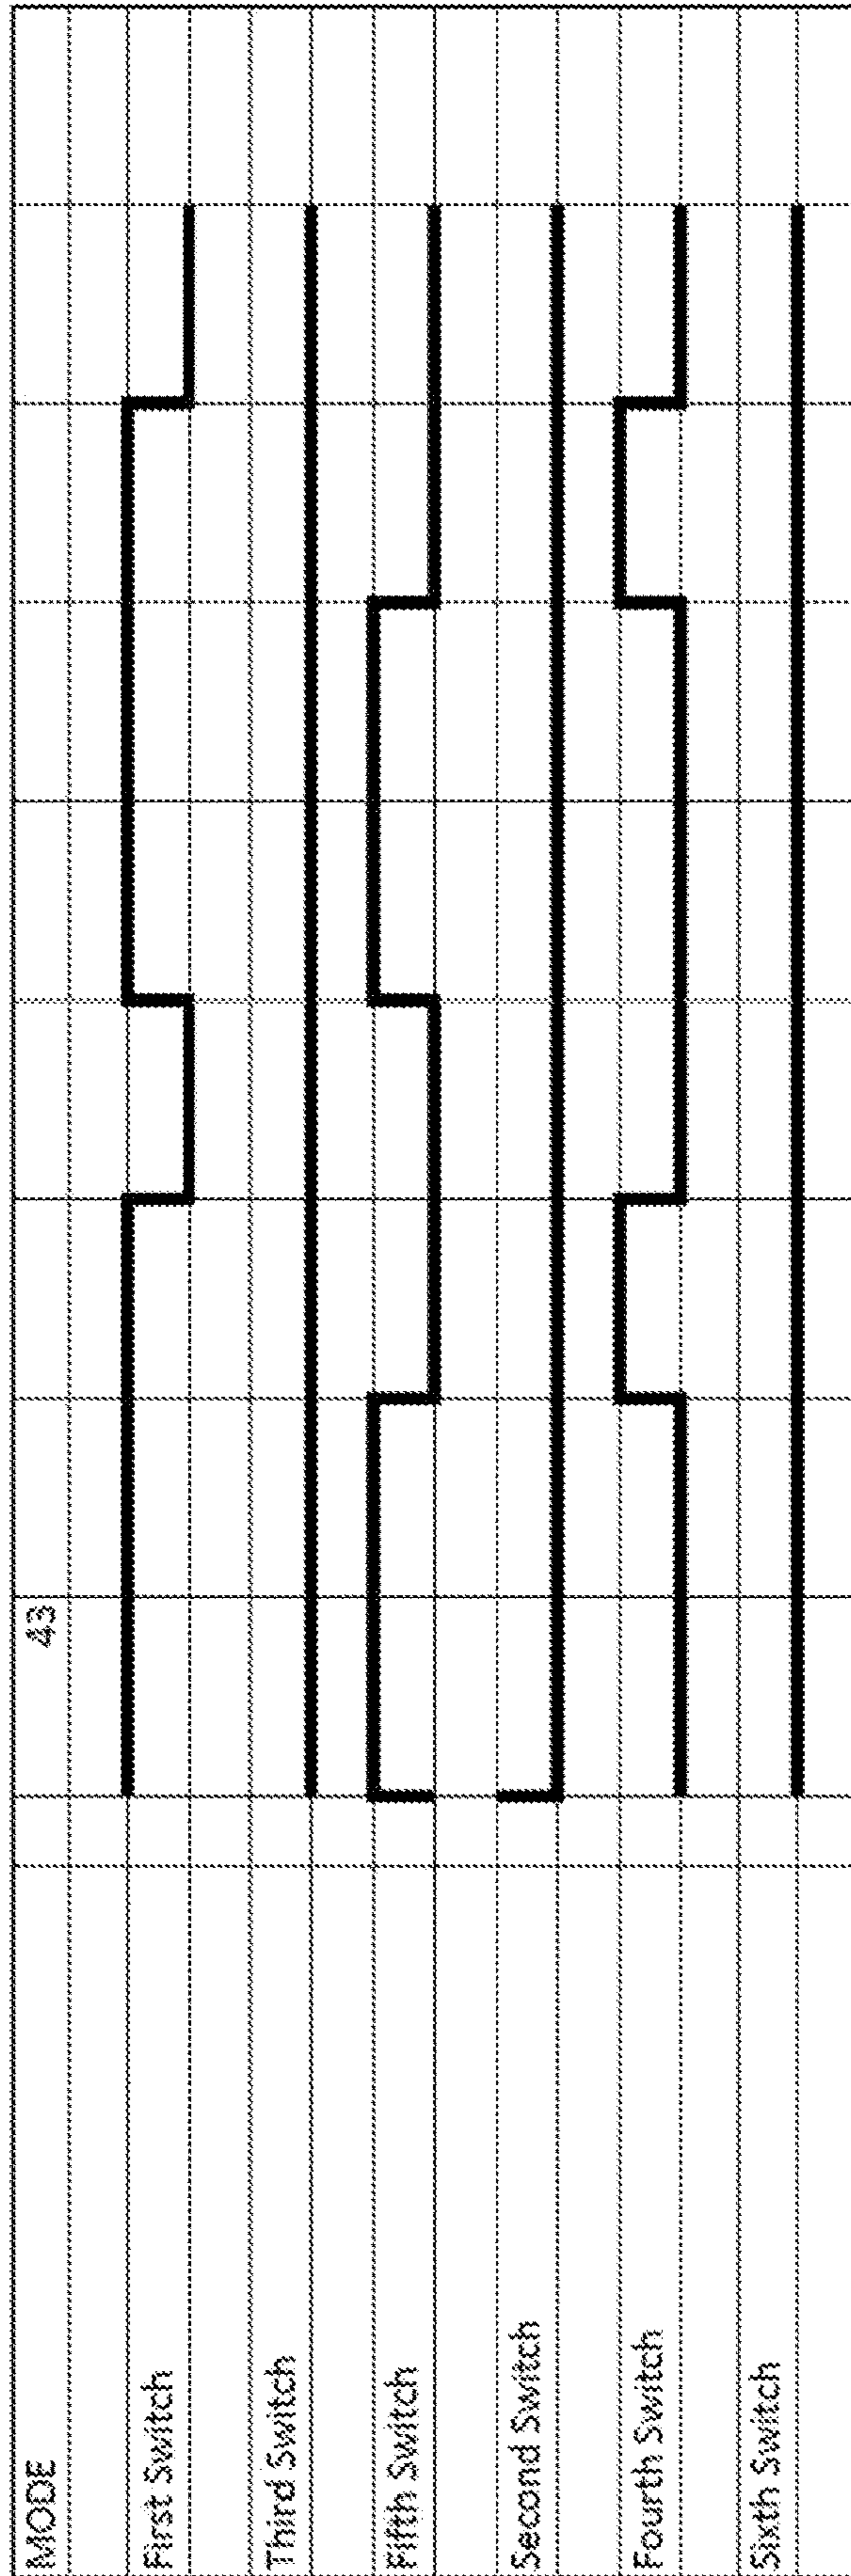 MODE 43
First Switch
Third Switch
Fifth Switch
Second Switch
Fourth Switch
Sixth Switch